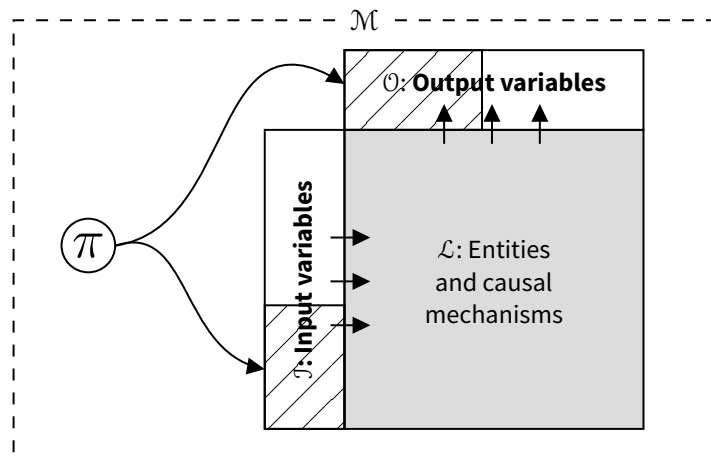 ℳ
𝒪: Output variables
π
ℐ: Input variables
ℒ: Entities
and causal
mechanisms